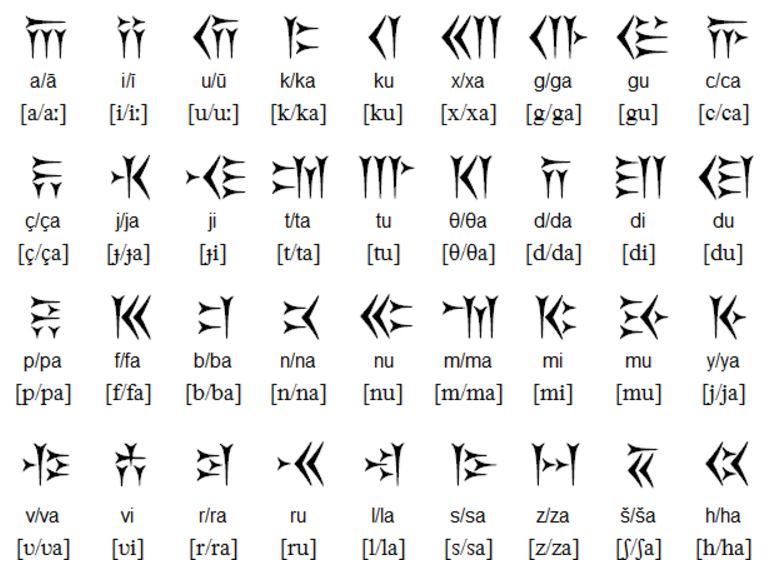 𐎠 𐎡 𐎢 𐎣 𐎤 𐎧 𐎥 𐎦 𐎨
a/ā i/ī u/ū k/ka ku x/xa g/ga gu c/ca
[a/aː] [i/iː] [u/uː] [k/ka] [ku] [x/xa] [g/ga] [gu] [c/ca]
𐏂 𐎩 𐎪 𐎫 𐎬 𐎰 𐎭 𐎮 𐎯
ç/ça j/ja ji t/ta tu θ/θa d/da di du
[ç/ça] [ɟ/ɟa] [ɟi] [t/ta] [tu] [θ/θa] [d/da] [di] [du]
𐎱 𐎳 𐎲 𐎴 𐎵 𐎶 𐎷 𐎸 𐎹
p/pa f/fa b/ba n/na nu m/ma mi mu y/ya
[p/pa] [f/fa] [b/ba] [n/na] [nu] [m/ma] [mi] [mu] [j/ja]
𐎺 𐎻 𐎼 𐎽 𐎾 𐎿 𐏀 𐏁 𐏃
v/va vi r/ra ru l/la s/sa z/za š/ša h/ha
[ʋ/ʋa] [ʋi] [r/ra] [ru] [l/la] [s/sa] [z/za] [ʃ/ʃa] [h/ha]